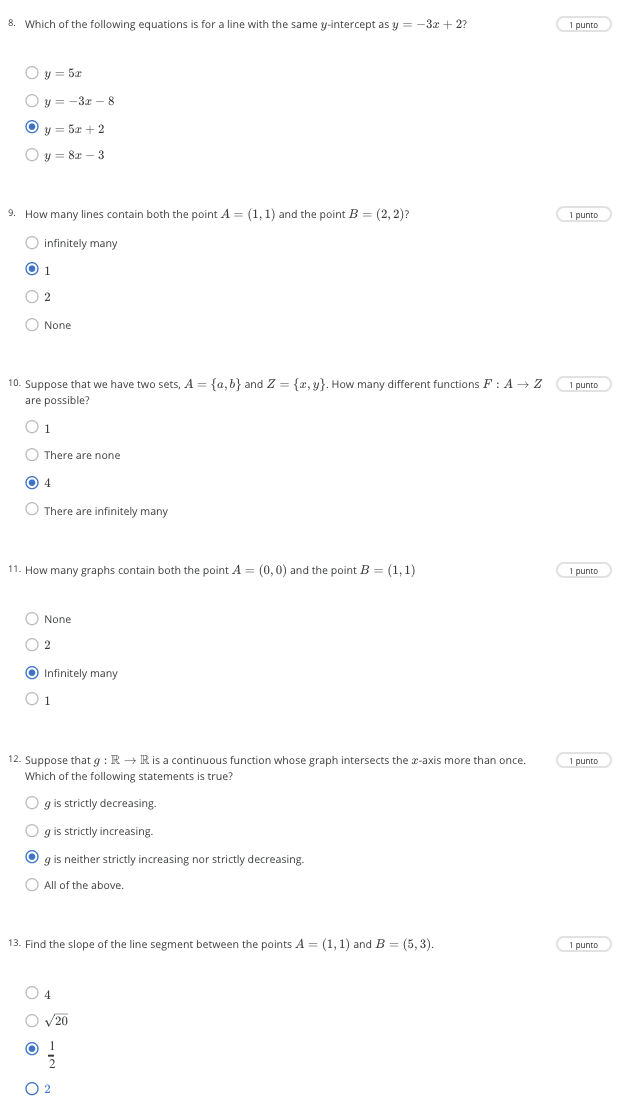 8. Which of the following equations is for a line with the same y-intercept as y = −3x + 2? 1 punto
y = 5x
y = −3x − 8
y = 5x + 2
y = 8x − 3
9. How many lines contain both the point A = (1, 1) and the point B = (2, 2)? 1 punto
infinitely many
1
2
None
10. Suppose that we have two sets, A = {a, b} and Z = {x, y}. How many different functions F : A → Z 1 punto
are possible?
1
There are none
4
There are infinitely many
11. How many graphs contain both the point A = (0, 0) and the point B = (1, 1) 1 punto
None
2
Infinitely many
1
12. Suppose that g : ℝ → ℝ is a continuous function whose graph intersects the x-axis more than once. 1 punto
Which of the following statements is true?
g is strictly decreasing.
g is strictly increasing.
g is neither strictly increasing nor strictly decreasing.
All of the above.
13. Find the slope of the line segment between the points A = (1, 1) and B = (5, 3). 1 punto
4
√20
1/2
2